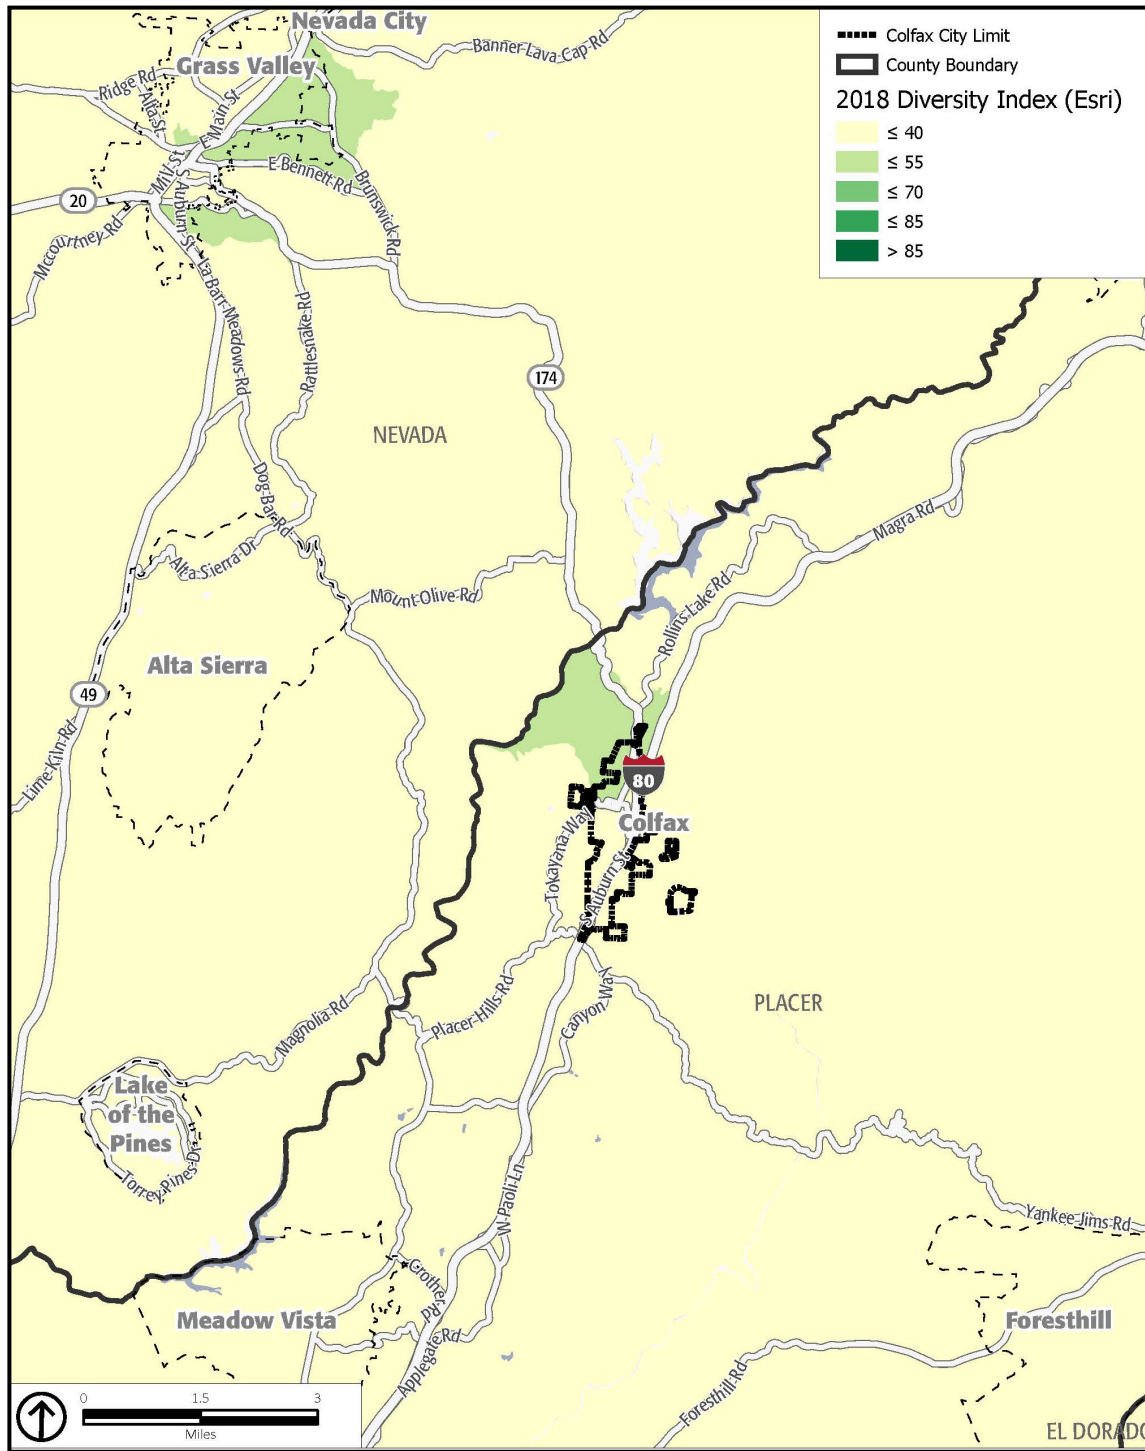 Nevada City
Banner Lava Cap Rd
Grass Valley
Ridge Rd
Alta St
E Main St
Mill St
S Auburn St
E Bennett Rd
Brunswick Rd
20
Mccourtney Rd
La Barr Meadows Rd
Rattlesnake Rd
174
NEVADA
Dog Bar Rd
Alta Sierra Dr
Mount Olive Rd
Magra Rd
Rollins Lake Rd
Alta Sierra
49
Lime Kiln Rd
80
Colfax
Tokayana Way
S Auburn St
Placer Hills Rd
Canyon Way
PLACER
Magnolia Rd
Lake
of the
Pines
Torrey Pines Dr
W Paoli Ln
Yankee Jims Rd
Crother Rd
Meadow Vista
Applegate Rd
Foresthill
Foresthill Rd
EL DORADO
Colfax City Limit
County Boundary
2018 Diversity Index (Esri)
≤ 40
≤ 55
≤ 70
≤ 85
> 85
0 1.5 3
Miles